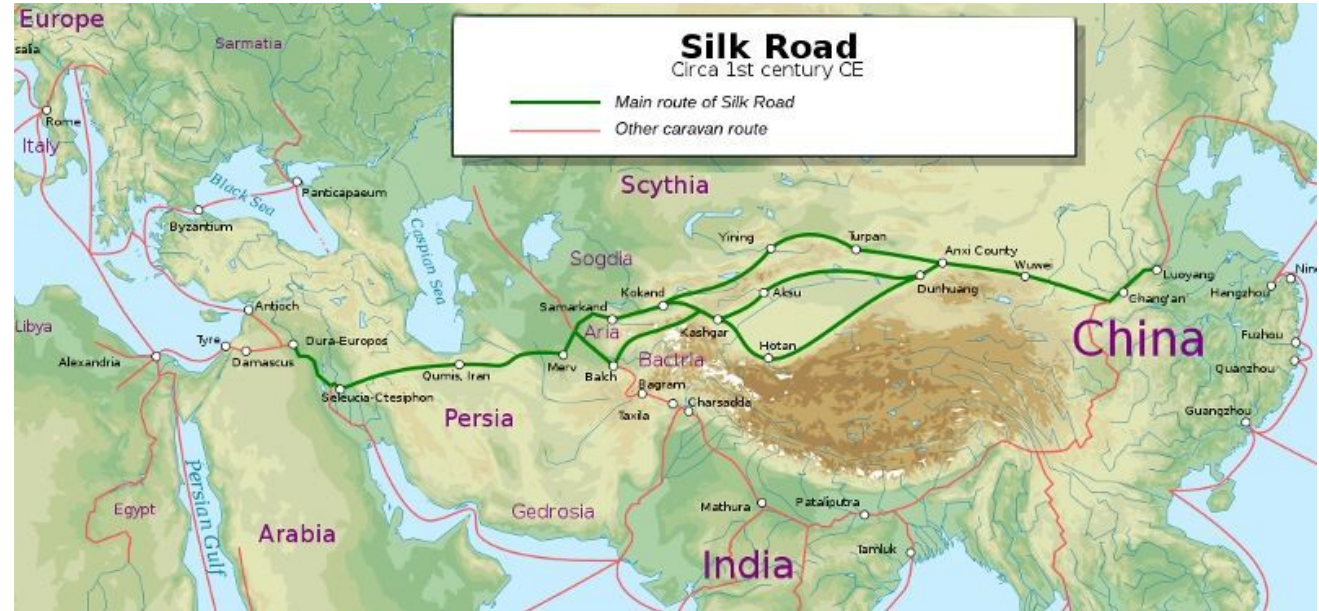 Silk Road
Circa 1st century CE
Main route of Silk Road
Other caravan route
Europe
salia
Sarmatia
Rome
Italy
Panticapaeum
Black Sea
Byzantium
Caspian Sea
Scythia
Sogdia
Yining
Turpan
Anxi County
Wuwei
Luoyang
Nin
Hangzhou
Chang'an
Dunhuang
Aksu
Kokand
Samarkand
Antioch
Aria
Kashgar
China
Libya
Tyre
Dura-Europos
Fuzhou
Alexandria
Damascus
Merv
Bactria
Hotan
Qumis, Iran
Balch
Quanzhou
Bagram
Seleucia-Ctesiphon
Charsadda
Taxila
Persia
Guangzhou
Persian Gulf
Egypt
Gedrosia
Mathura
Pataliputra
Arabia
India
Tamluk